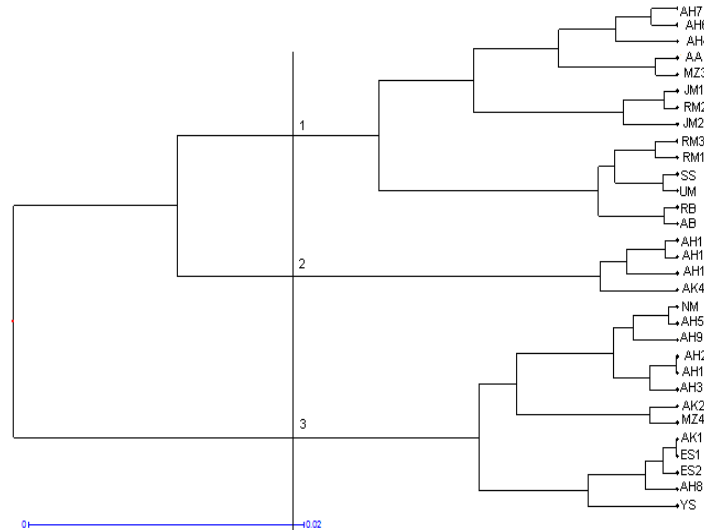 AH7
AH6
AH4
AA
MZ3
JM1
RM2
JM2
1
RM3
RM1
SS
UM
RB
AB
AH1
AH1
2
AH1
AK4
NM
AH5
AH9
AH2
AH1
AH3
AK2
MZ4
3
AK1
ES1
ES2
AH8
YS
0
0.02